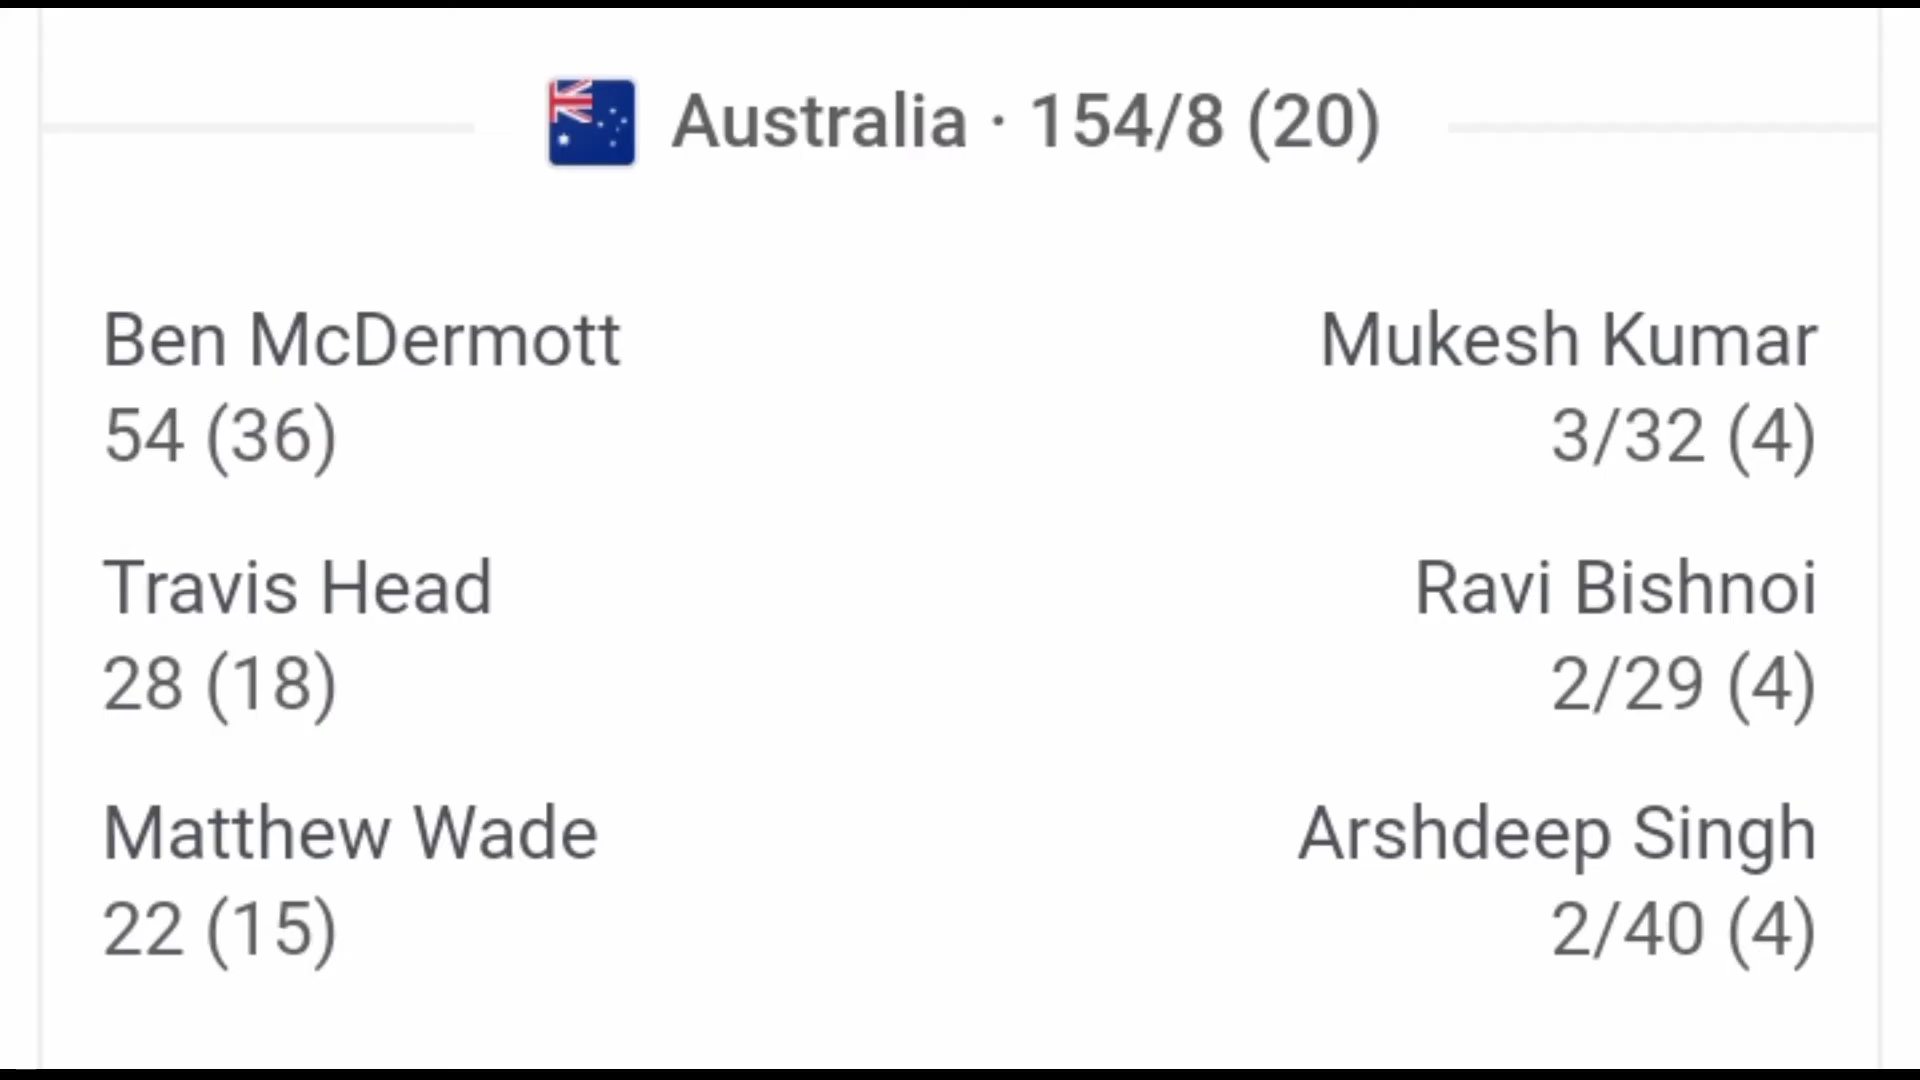 Australia · 154/8 (20)
Ben McDermott
54 (36)
Mukesh Kumar
3/32 (4)
Travis Head
28 (18)
Ravi Bishnoi
2/29 (4)
Matthew Wade
22 (15)
Arshdeep Singh
2/40 (4)